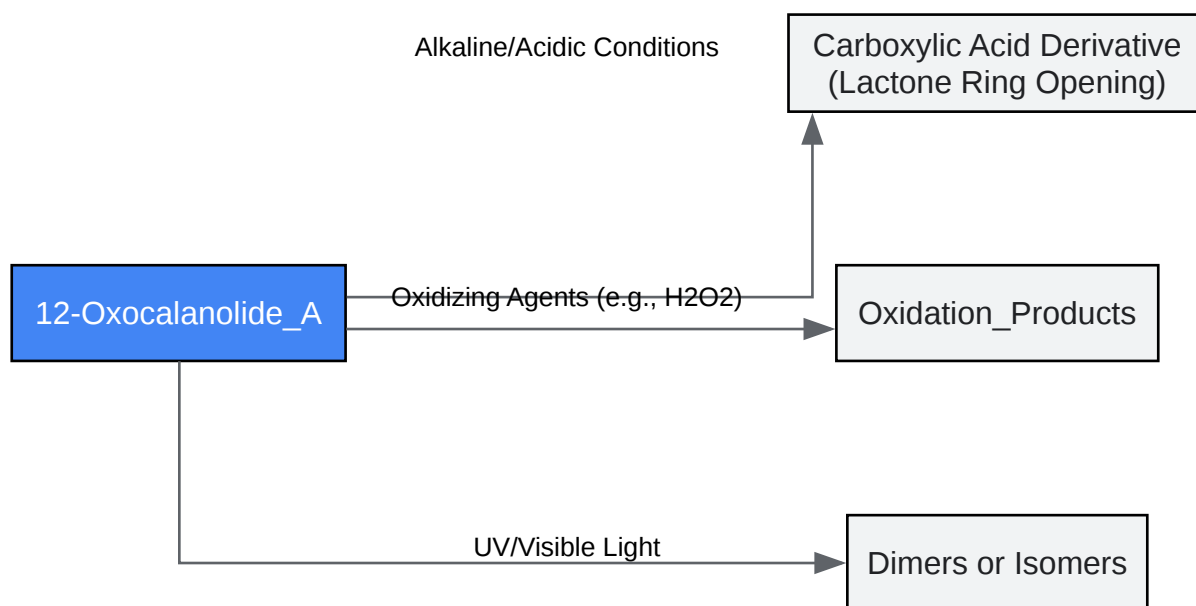 Alkaline/Acidic Conditions
Carboxylic Acid Derivative
(Lactone Ring Opening)
12-Oxocalanolide_A
Oxidizing Agents (e.g., H2O2)
Oxidation_Products
UV/Visible Light
Dimers or Isomers